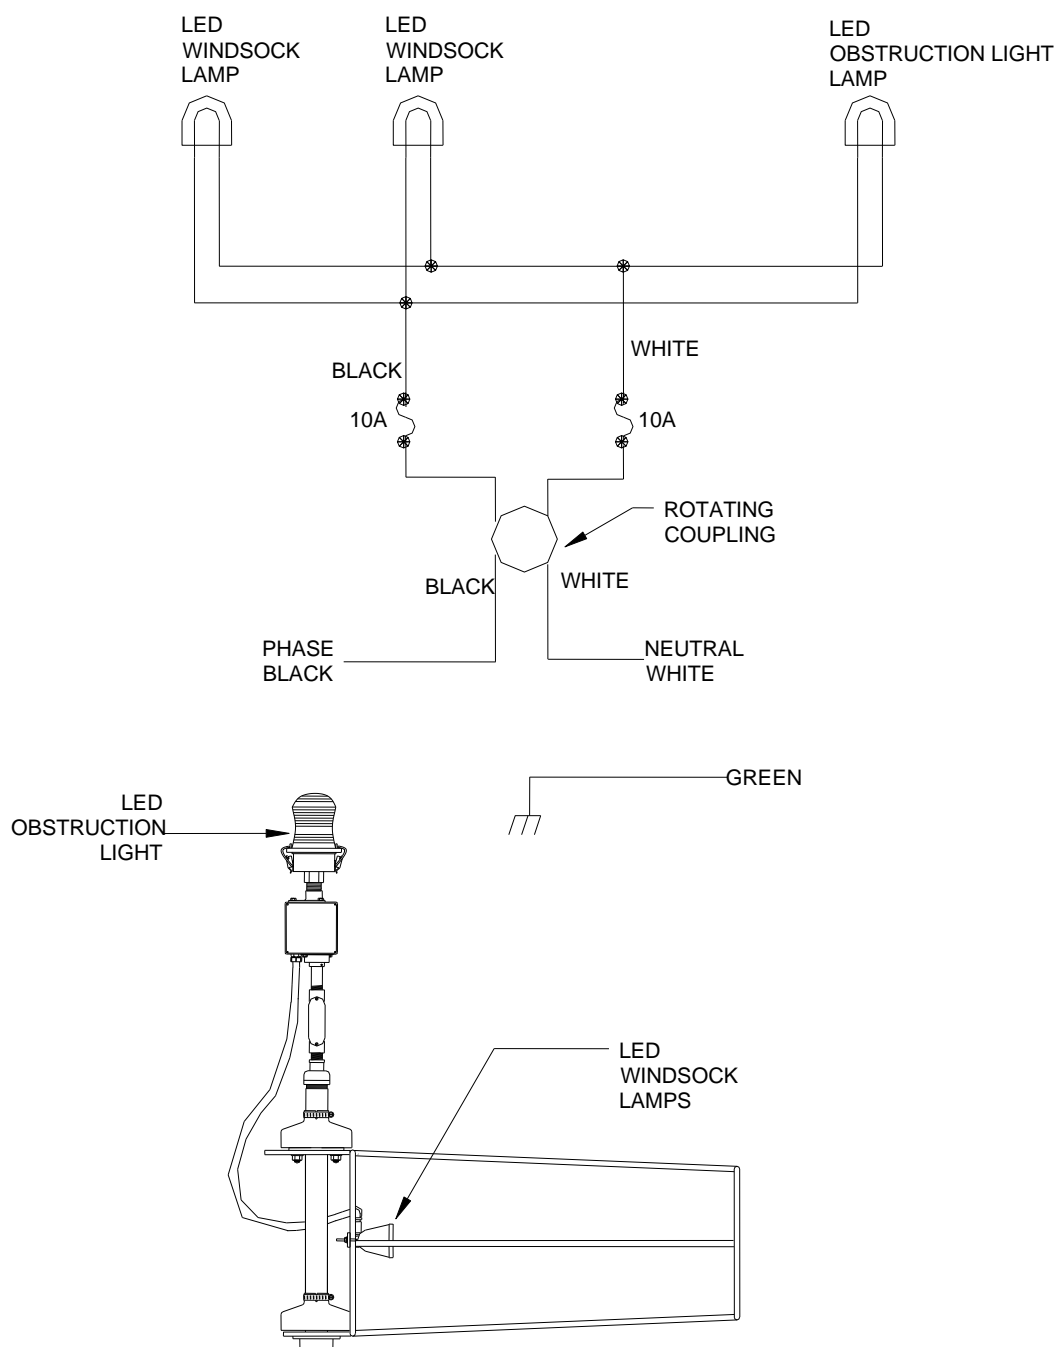 LED
WINDSOCK
LAMP
LED
WINDSOCK
LAMP
LED
OBSTRUCTION LIGHT
LAMP
BLACK
WHITE
10A
10A
ROTATING
COUPLING
BLACK
WHITE
PHASE
BLACK
NEUTRAL
WHITE
GREEN
LED
OBSTRUCTION
LIGHT
LED
WINDSOCK
LAMPS